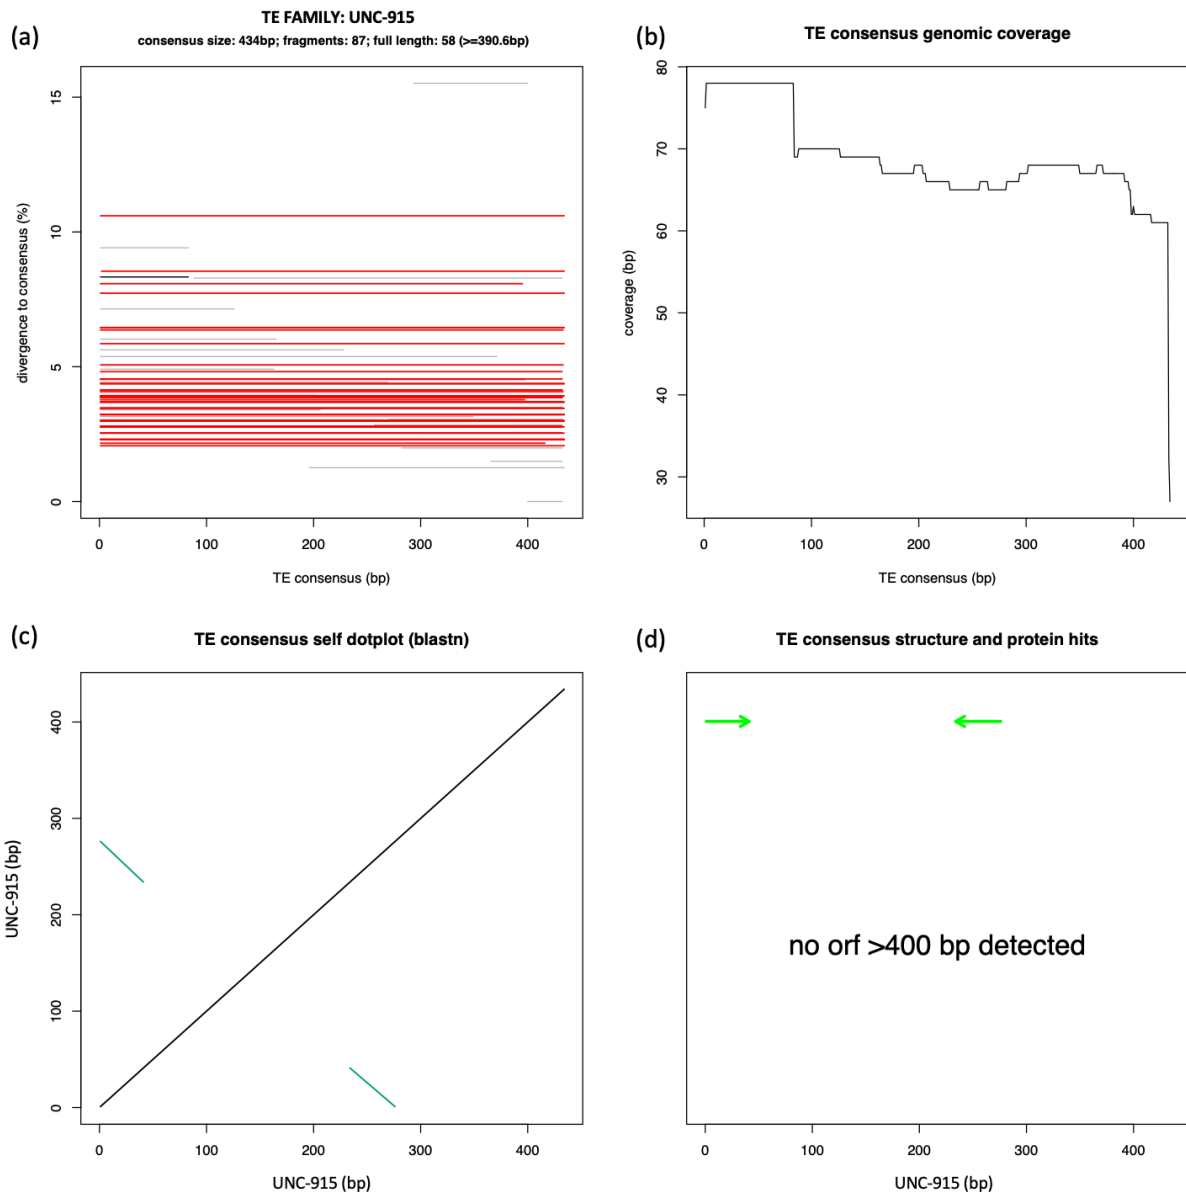 (a)
TE FAMILY: UNC-915
consensus size: 434bp; fragments: 87; full length: 58 (>=390.6bp)
divergence to consensus (%)
15
10
5
0
0 100 200 300 400
TE consensus (bp)
(b)
TE consensus genomic coverage
coverage (bp)
80
70
60
50
40
30
0 100 200 300 400
TE consensus (bp)
(c)
TE consensus self dotplot (blastn)
UNC-915 (bp)
400
300
200
100
0
0 100 200 300 400
UNC-915 (bp)
(d)
TE consensus structure and protein hits
no orf >400 bp detected
0 100 200 300 400
UNC-915 (bp)